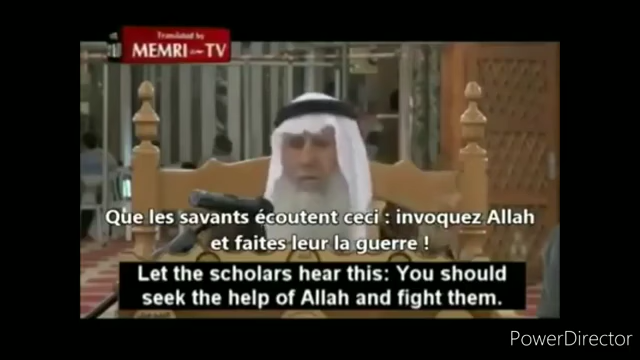 Translated by
MEMRI TV
Que les savants écoutent ceci : invoquez Allah
et faites leur la guerre !
Let the scholars hear this: You should
seek the help of Allah and fight them.
PowerDirector